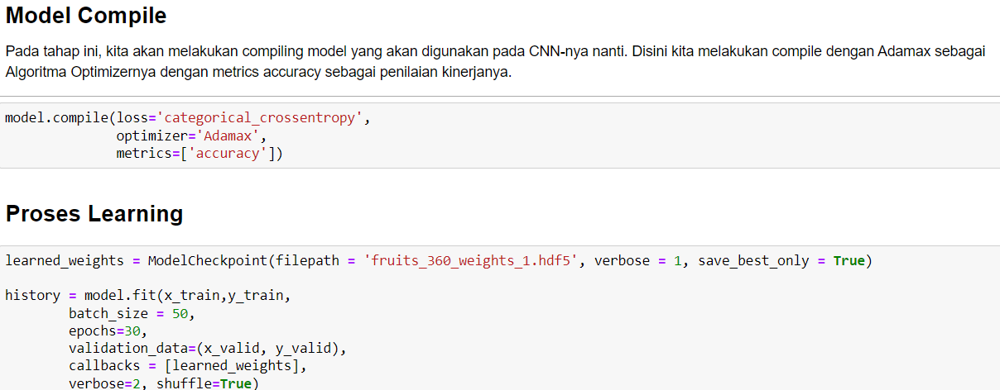 Model Compile
Pada tahap ini, kita akan melakukan compiling model yang akan digunakan pada CNN-nya nanti. Disini kita melakukan compile dengan Adamax sebagai
Algoritma Optimizernya dengan metrics accuracy sebagai penilaian kinerjanya.
model.compile(loss='categorical_crossentropy',
              optimizer='Adamax',
              metrics=['accuracy'])
Proses Learning
learned_weights = ModelCheckpoint(filepath = 'fruits_360_weights_1.hdf5', verbose = 1, save_best_only = True)
history = model.fit(x_train,y_train,
        batch_size = 50,
        epochs=30,
        validation_data=(x_valid, y_valid),
        callbacks = [learned_weights],
        verbose=2, shuffle=True)